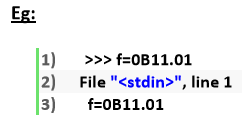 Eg:
1) >>> f=0B11.01
2) File "<stdin>", line 1
3) f=0B11.01